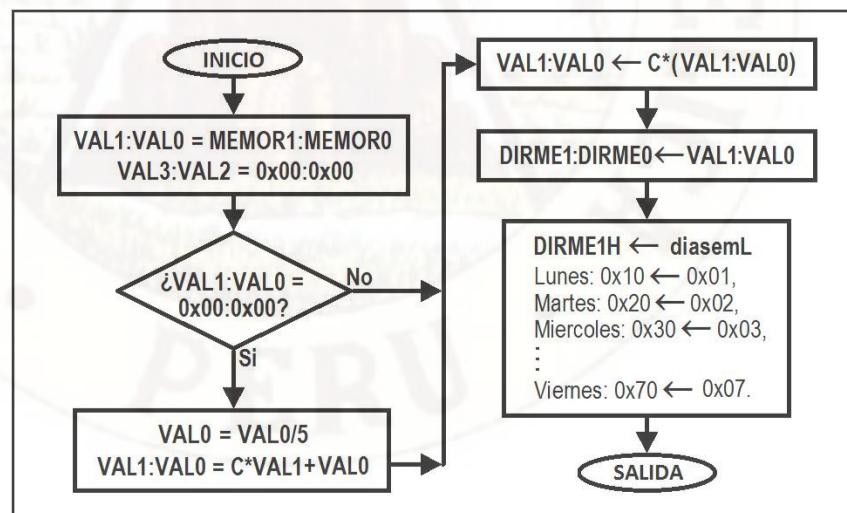 INICIO
VAL1:VAL0 = MEMOR1:MEMOR0
VAL3:VAL2 = 0x00:0x00
¿VAL1:VAL0 =
0x00:0x00?
No
Si
VAL0 = VAL0/5
VAL1:VAL0 = C*VAL1+VAL0
VAL1:VAL0 ← C*(VAL1:VAL0)
DIRME1:DIRME0←VAL1:VAL0
DIRME1H ← diasemL
Lunes: 0x10 ← 0x01,
Martes: 0x20 ← 0x02,
Miercoles: 0x30 ← 0x03,
⋮
Viernes: 0x70 ← 0x07.
SALIDA
PERU